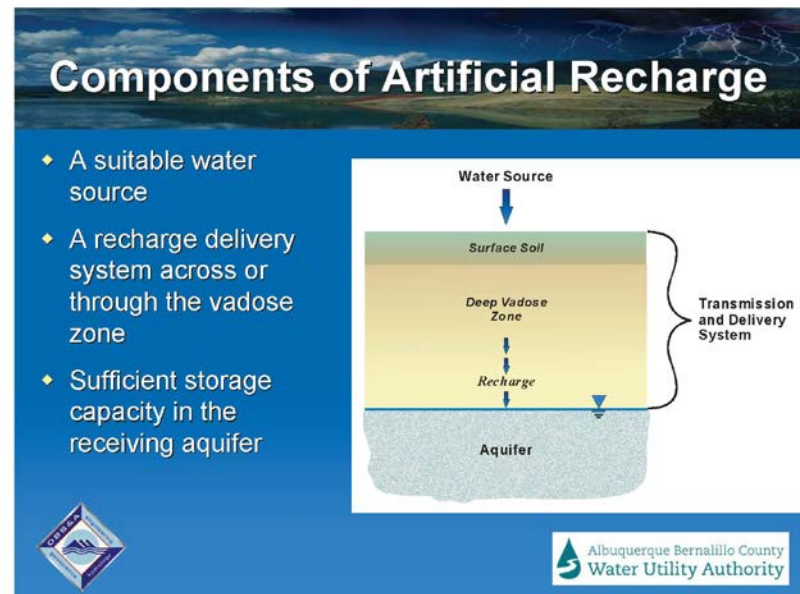 Components of Artificial Recharge
A suitable water
source
A recharge delivery
system across or
through the vadose
zone
Sufficient storage
capacity in the
receiving aquifer
Water Source
Surface Soil
Deep Vadose
Zone
Recharge
Aquifer
Transmission
and Delivery
System
DBS&A
Albuquerque Bernalillo County
Water Utility Authority